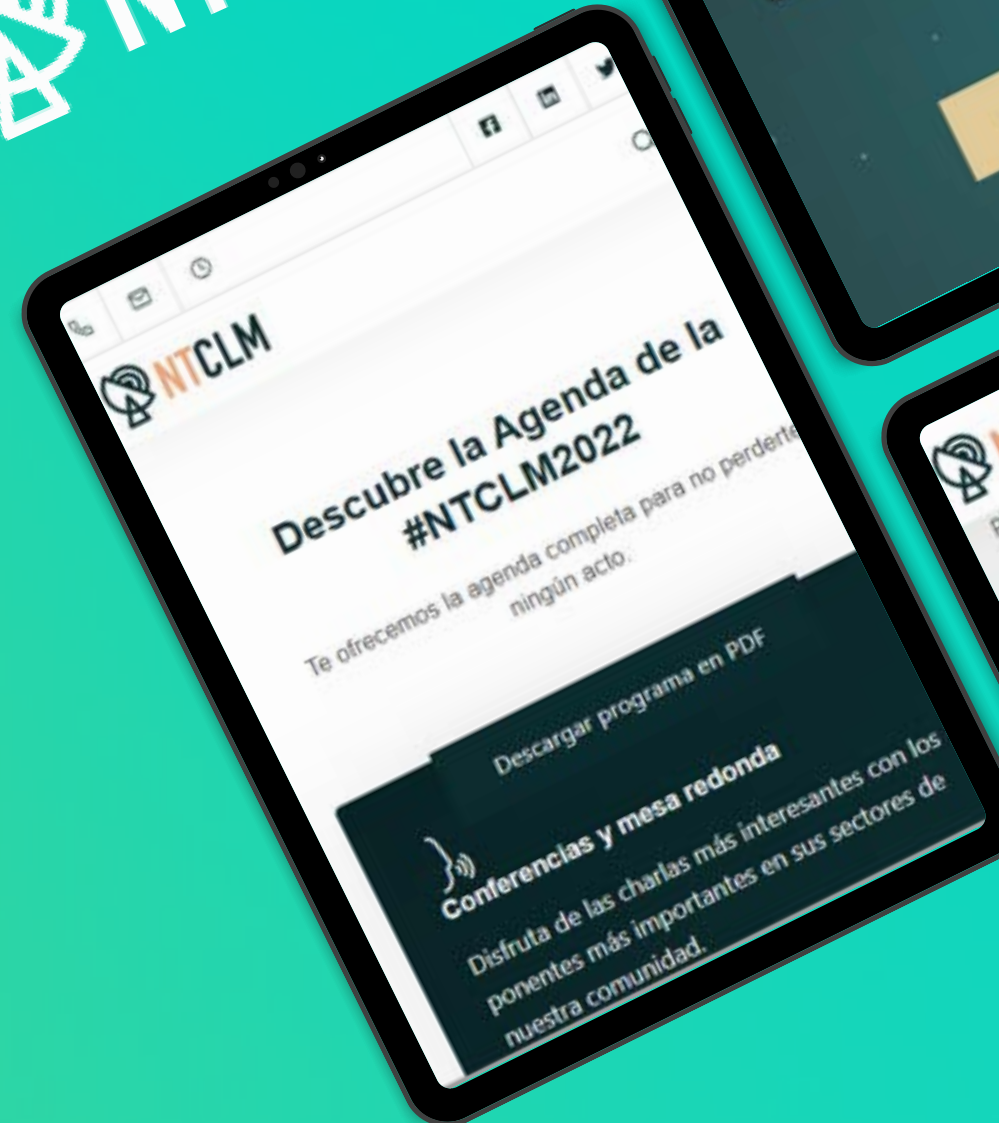 NT
NTCLM
Descubre la Agenda de la
#NTCLM2022
Te ofrecemos la agenda completa para no perderte
ningún acto.
Descargar programa en PDF
Conferencias y mesa redonda
Disfruta de las charlas más interesantes con los
ponentes más importantes en sus sectores de
nuestra comunidad.